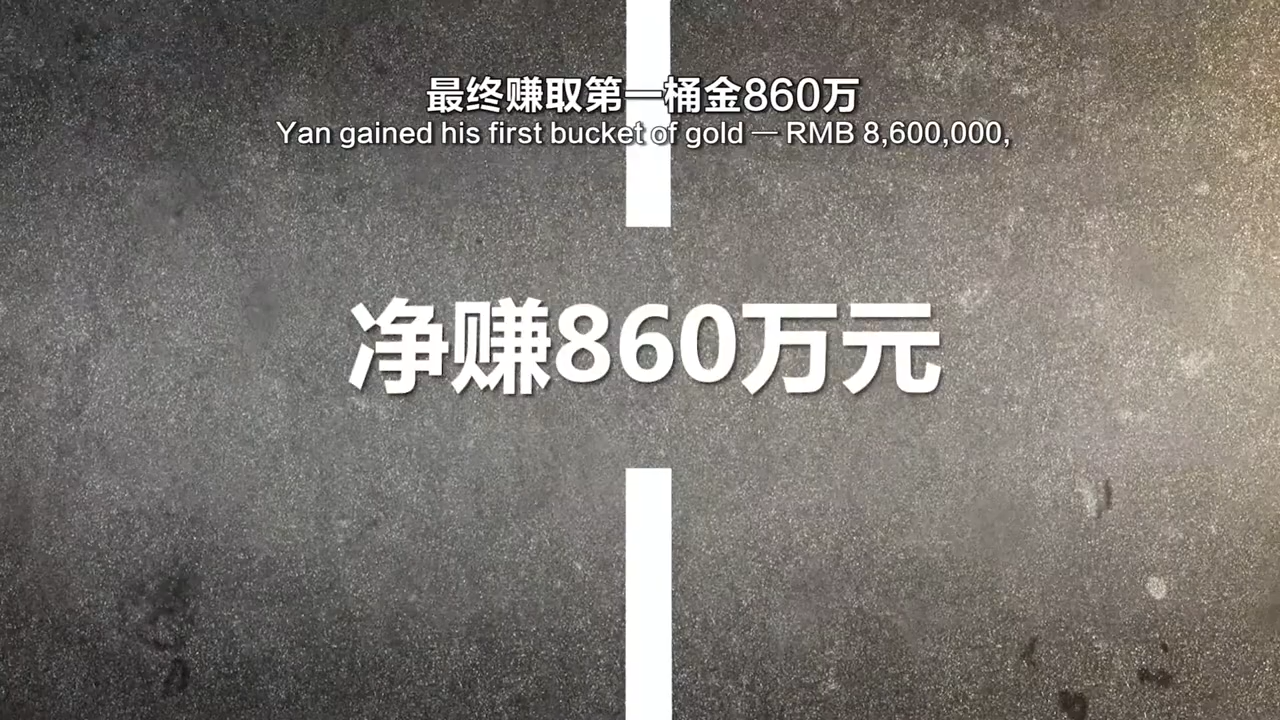 最终赚取第一桶金860万
Yan gained his first bucket of gold — RMB 8,600,000,
净赚860万元